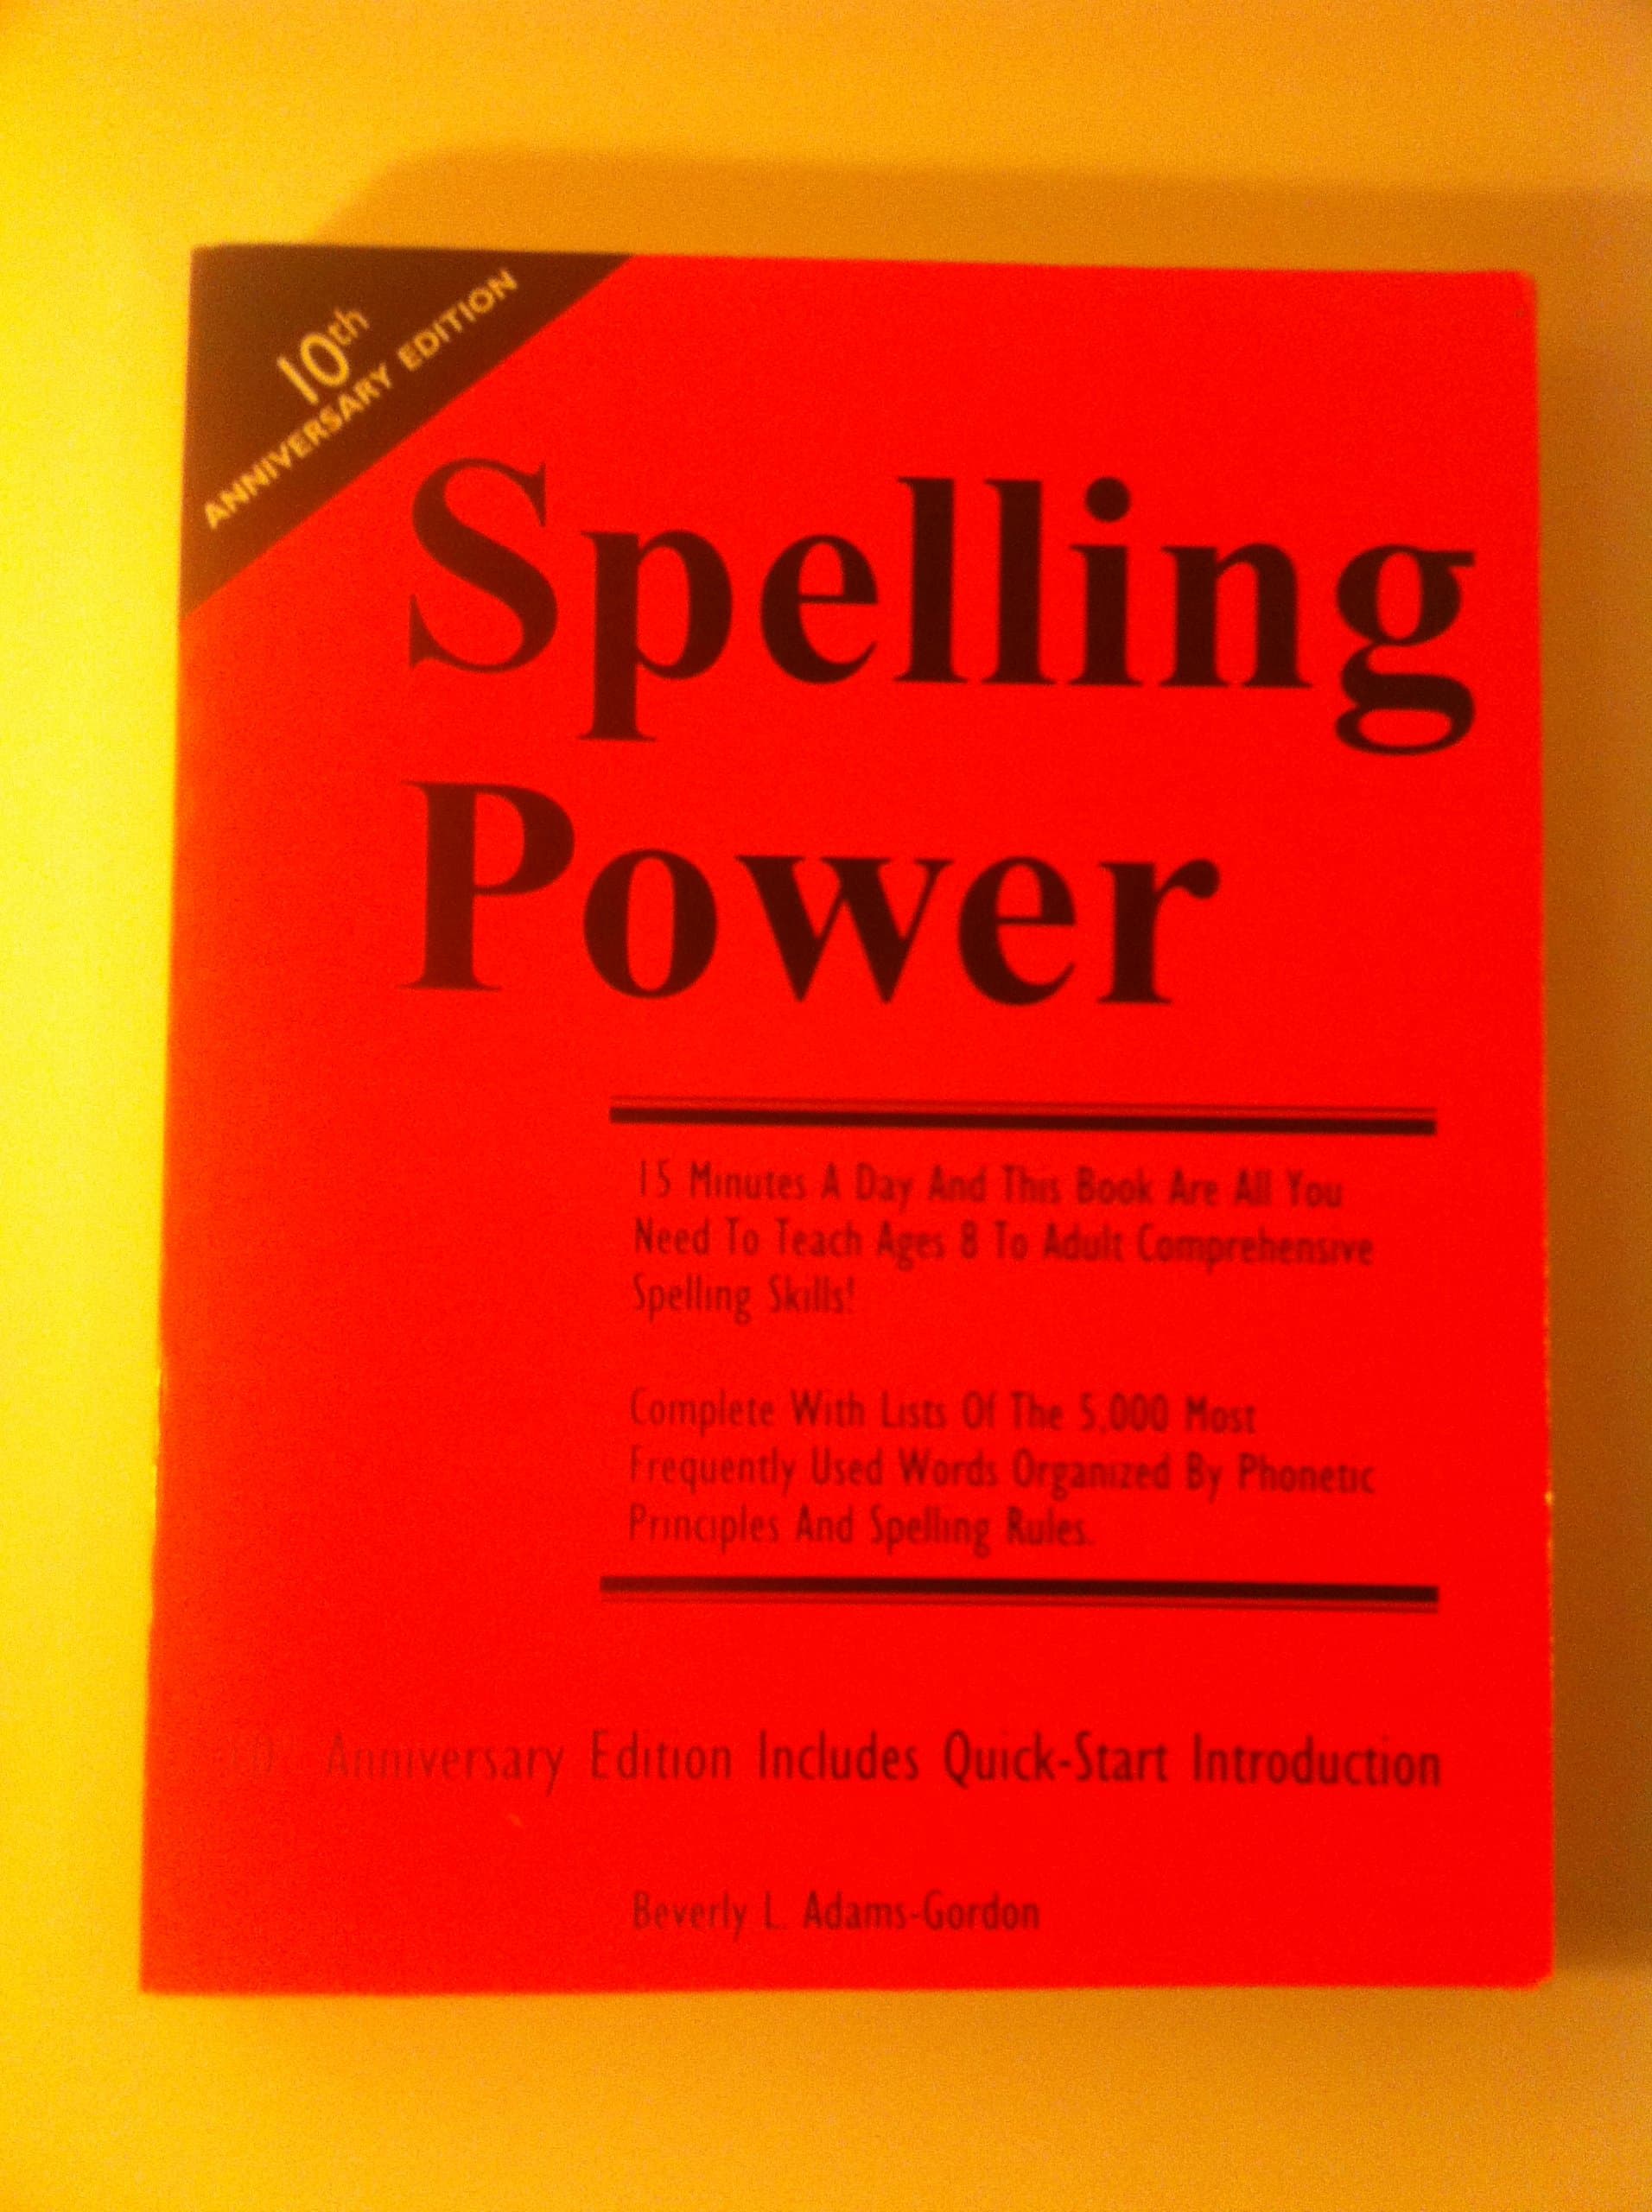 10th
ANNIVERSARY EDITION
Spelling
Power
15 Minutes A Day And This Book Are All You
Need To Teach Ages 8 To Adult Comprehensive
Spelling Skills!
Complete With Lists Of The 5,000 Most
Frequently Used Words Organized By Phonetic
Principles And Spelling Rules.
Anniversary Edition Includes Quick-Start Introduction
Beverly L. Adams-Gordon